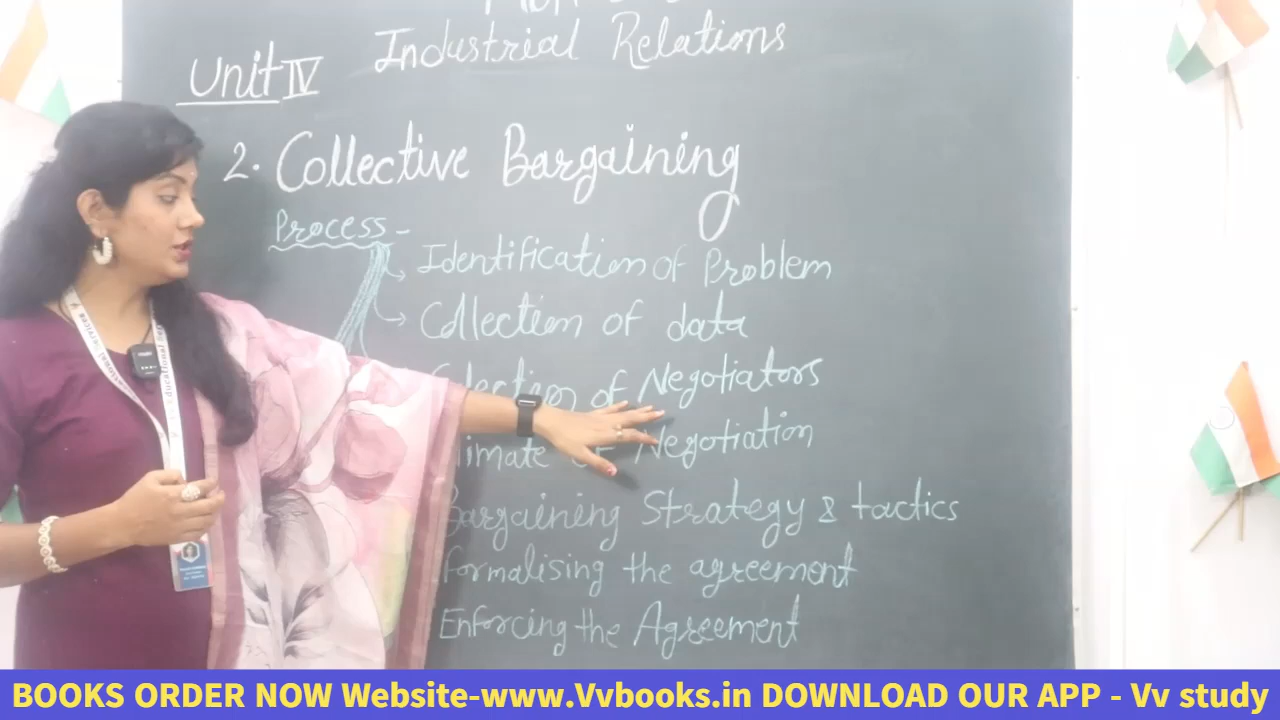 Industrial Relations
Unit IV
2. Collective Bargaining
Process -
Identification of Problem
Collection of data
of Negotiators
Negotiation
Bargaining Strategy & tactics
Formalising the agreement
Enforcing the Agreement
BOOKS ORDER NOW Website-www.Vvbooks.in DOWNLOAD OUR APP - Vv study